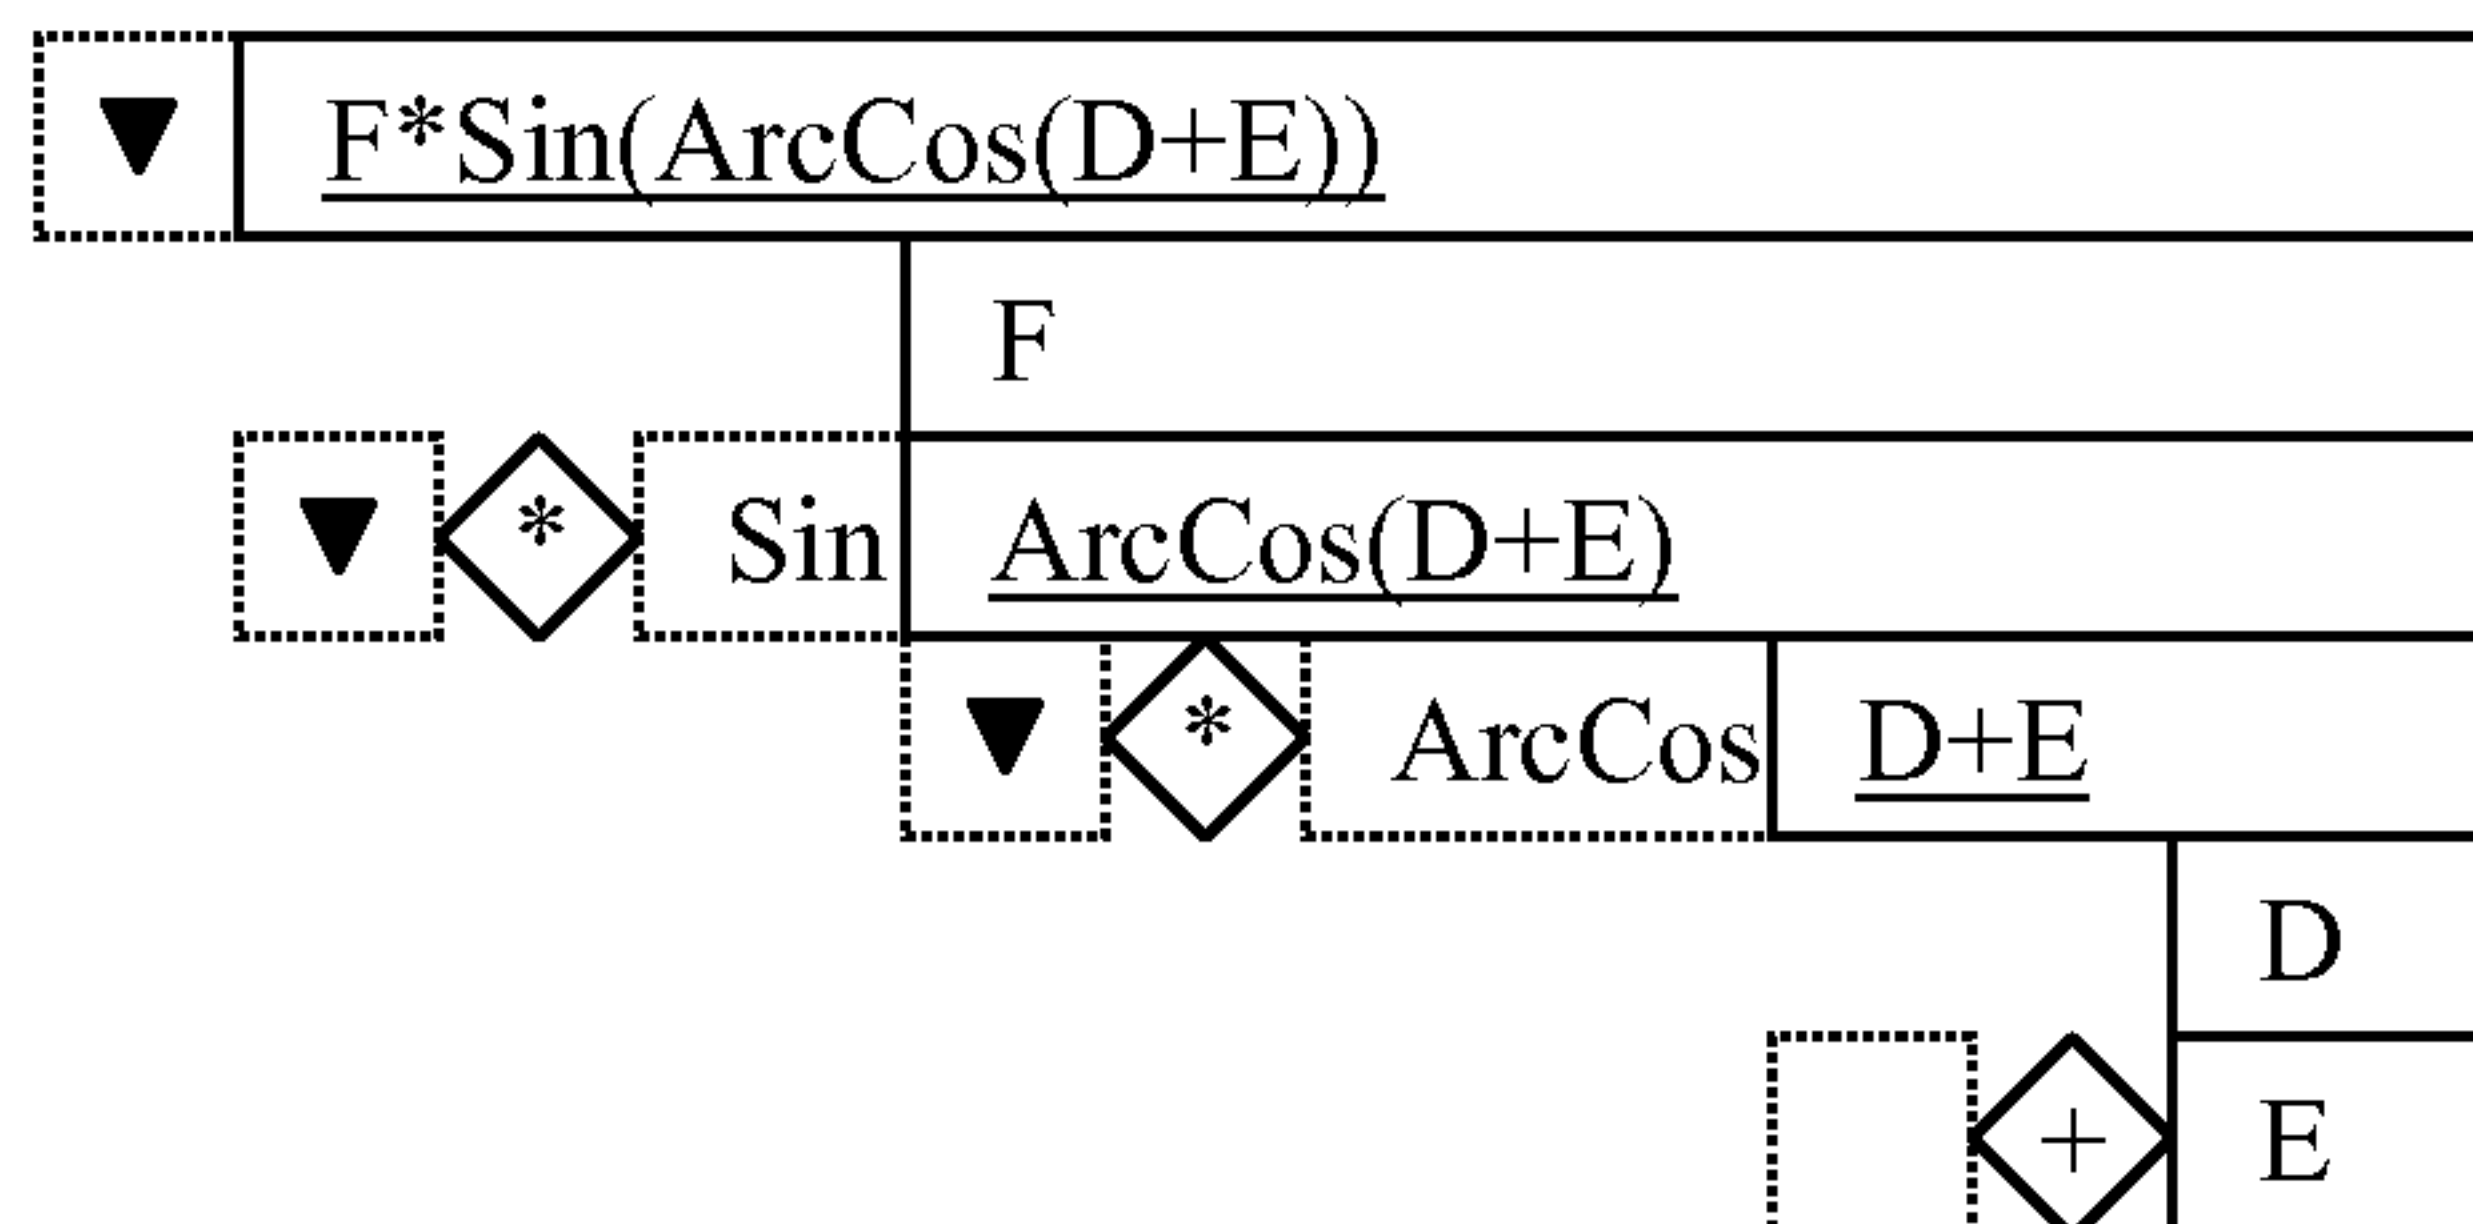 ▼ F*Sin(ArcCos(D+E))
F
▼ * Sin ArcCos(D+E)
▼ * ArcCos D+E
D
+ E